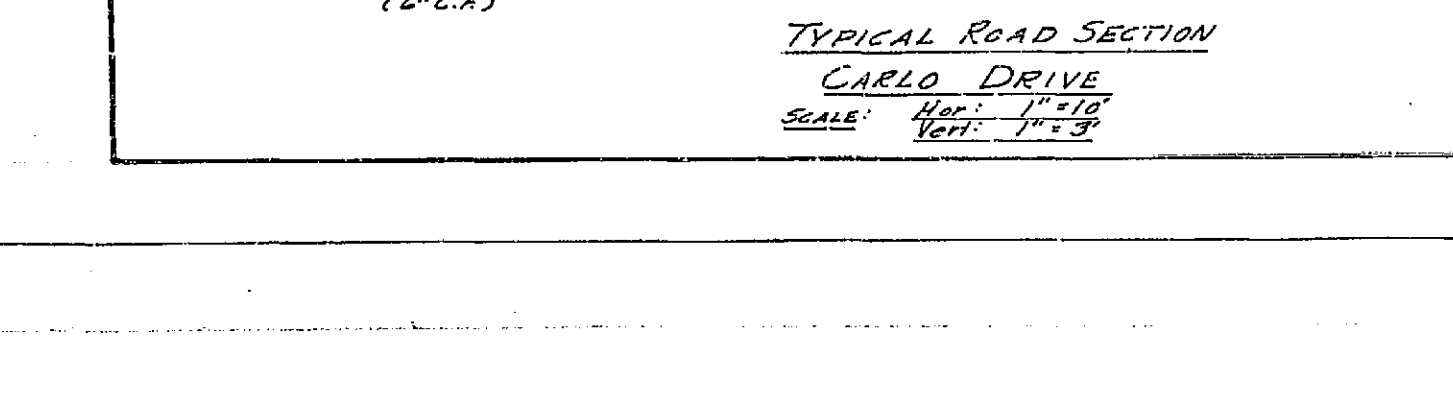 TYPICAL ROAD SECTION
CARLO DRIVE
SCALE: Hor: 1" = 10'
Vert: 1" = 3'